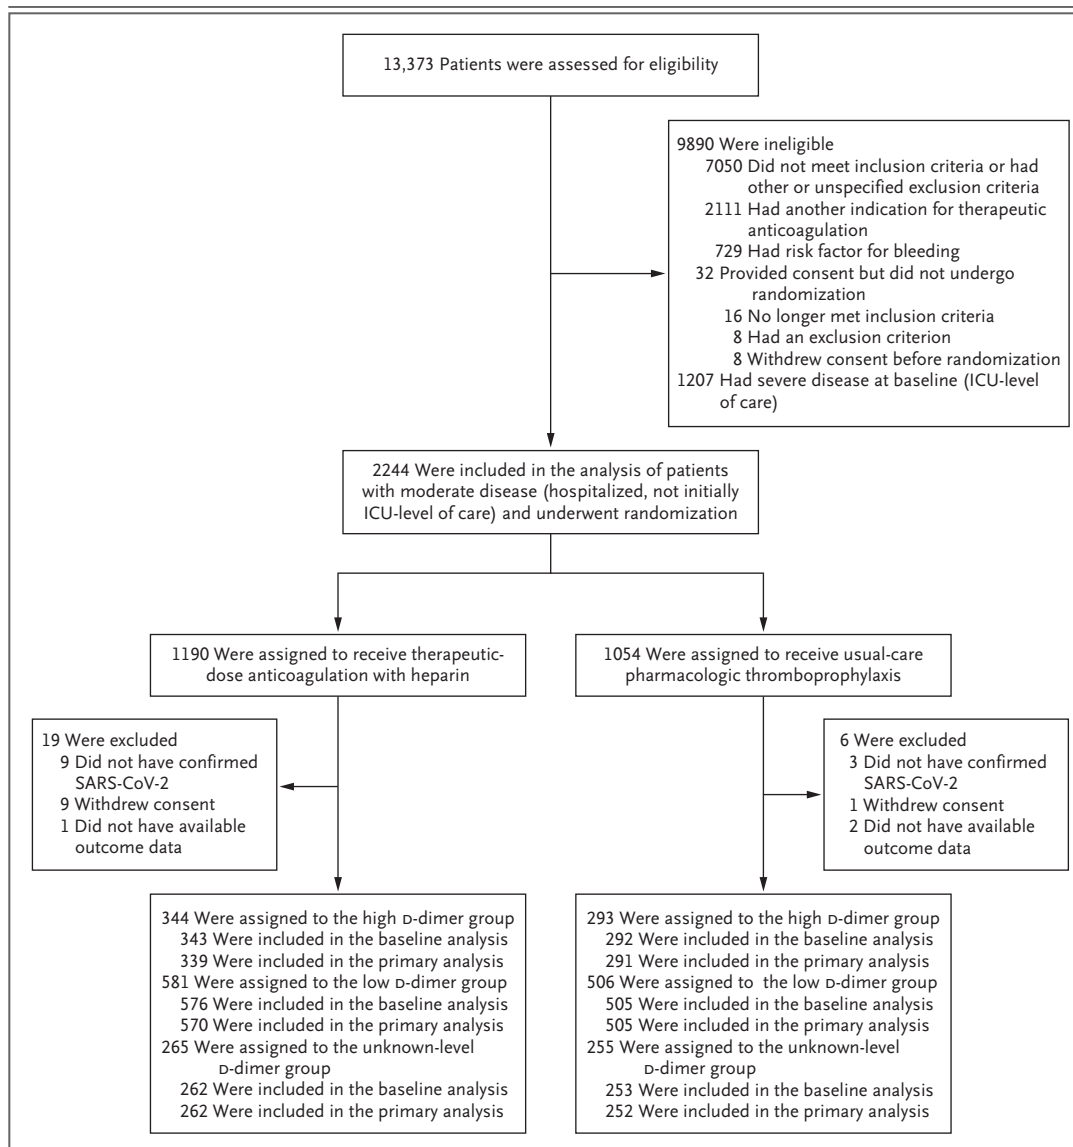 13,373 Patients were assessed for eligibility
9890 Were ineligible
7050 Did not meet inclusion criteria or had
other or unspecified exclusion criteria
2111 Had another indication for therapeutic
anticoagulation
729 Had risk factor for bleeding
32 Provided consent but did not undergo
randomization
16 No longer met inclusion criteria
8 Had an exclusion criterion
8 Withdrew consent before randomization
1207 Had severe disease at baseline (ICU-level
of care)
2244 Were included in the analysis of patients
with moderate disease (hospitalized, not initially
ICU-level of care) and underwent randomization
1190 Were assigned to receive therapeutic-
dose anticoagulation with heparin
1054 Were assigned to receive usual-care
pharmacologic thromboprophylaxis
19 Were excluded
9 Did not have confirmed
SARS-CoV-2
9 Withdrew consent
1 Did not have available
outcome data
6 Were excluded
3 Did not have confirmed
SARS-CoV-2
1 Withdrew consent
2 Did not have available
outcome data
344 Were assigned to the high D-dimer group
343 Were included in the baseline analysis
339 Were included in the primary analysis
581 Were assigned to the low D-dimer group
576 Were included in the baseline analysis
570 Were included in the primary analysis
265 Were assigned to the unknown-level
D-dimer group
262 Were included in the baseline analysis
262 Were included in the primary analysis
293 Were assigned to the high D-dimer group
292 Were included in the baseline analysis
291 Were included in the primary analysis
506 Were assigned to the low D-dimer group
505 Were included in the baseline analysis
505 Were included in the primary analysis
255 Were assigned to the unknown-level
D-dimer group
253 Were included in the baseline analysis
252 Were included in the primary analysis